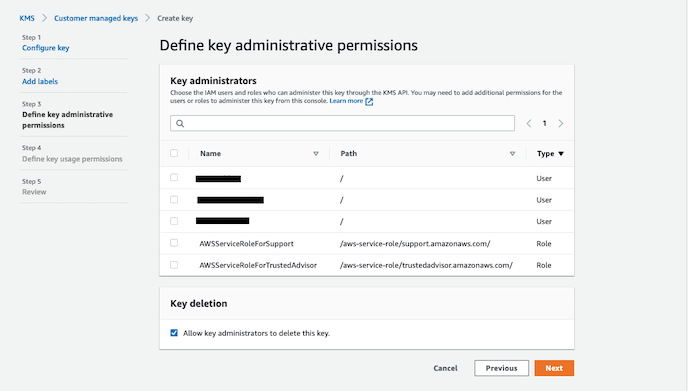 KMS > Customer managed keys > Create key
Step 1
Configure key
Step 2
Add labels
Step 3
Define key administrative
permissions
Step 4
Define key usage permissions
Step 5
Review
Define key administrative permissions
Key administrators
Choose the IAM users and roles who can administer this key through the KMS API. You may need to add additional permissions for the
users or roles to administer this key from this console. Learn more
1
Name Path Type
/ User
/ User
/ User
AWSServiceRoleForSupport /aws-service-role/support.amazonaws.com/ Role
AWSServiceRoleForTrustedAdvisor /aws-service-role/trustedadvisor.amazonaws.com/ Role
Key deletion
Allow key administrators to delete this key.
Cancel Previous Next